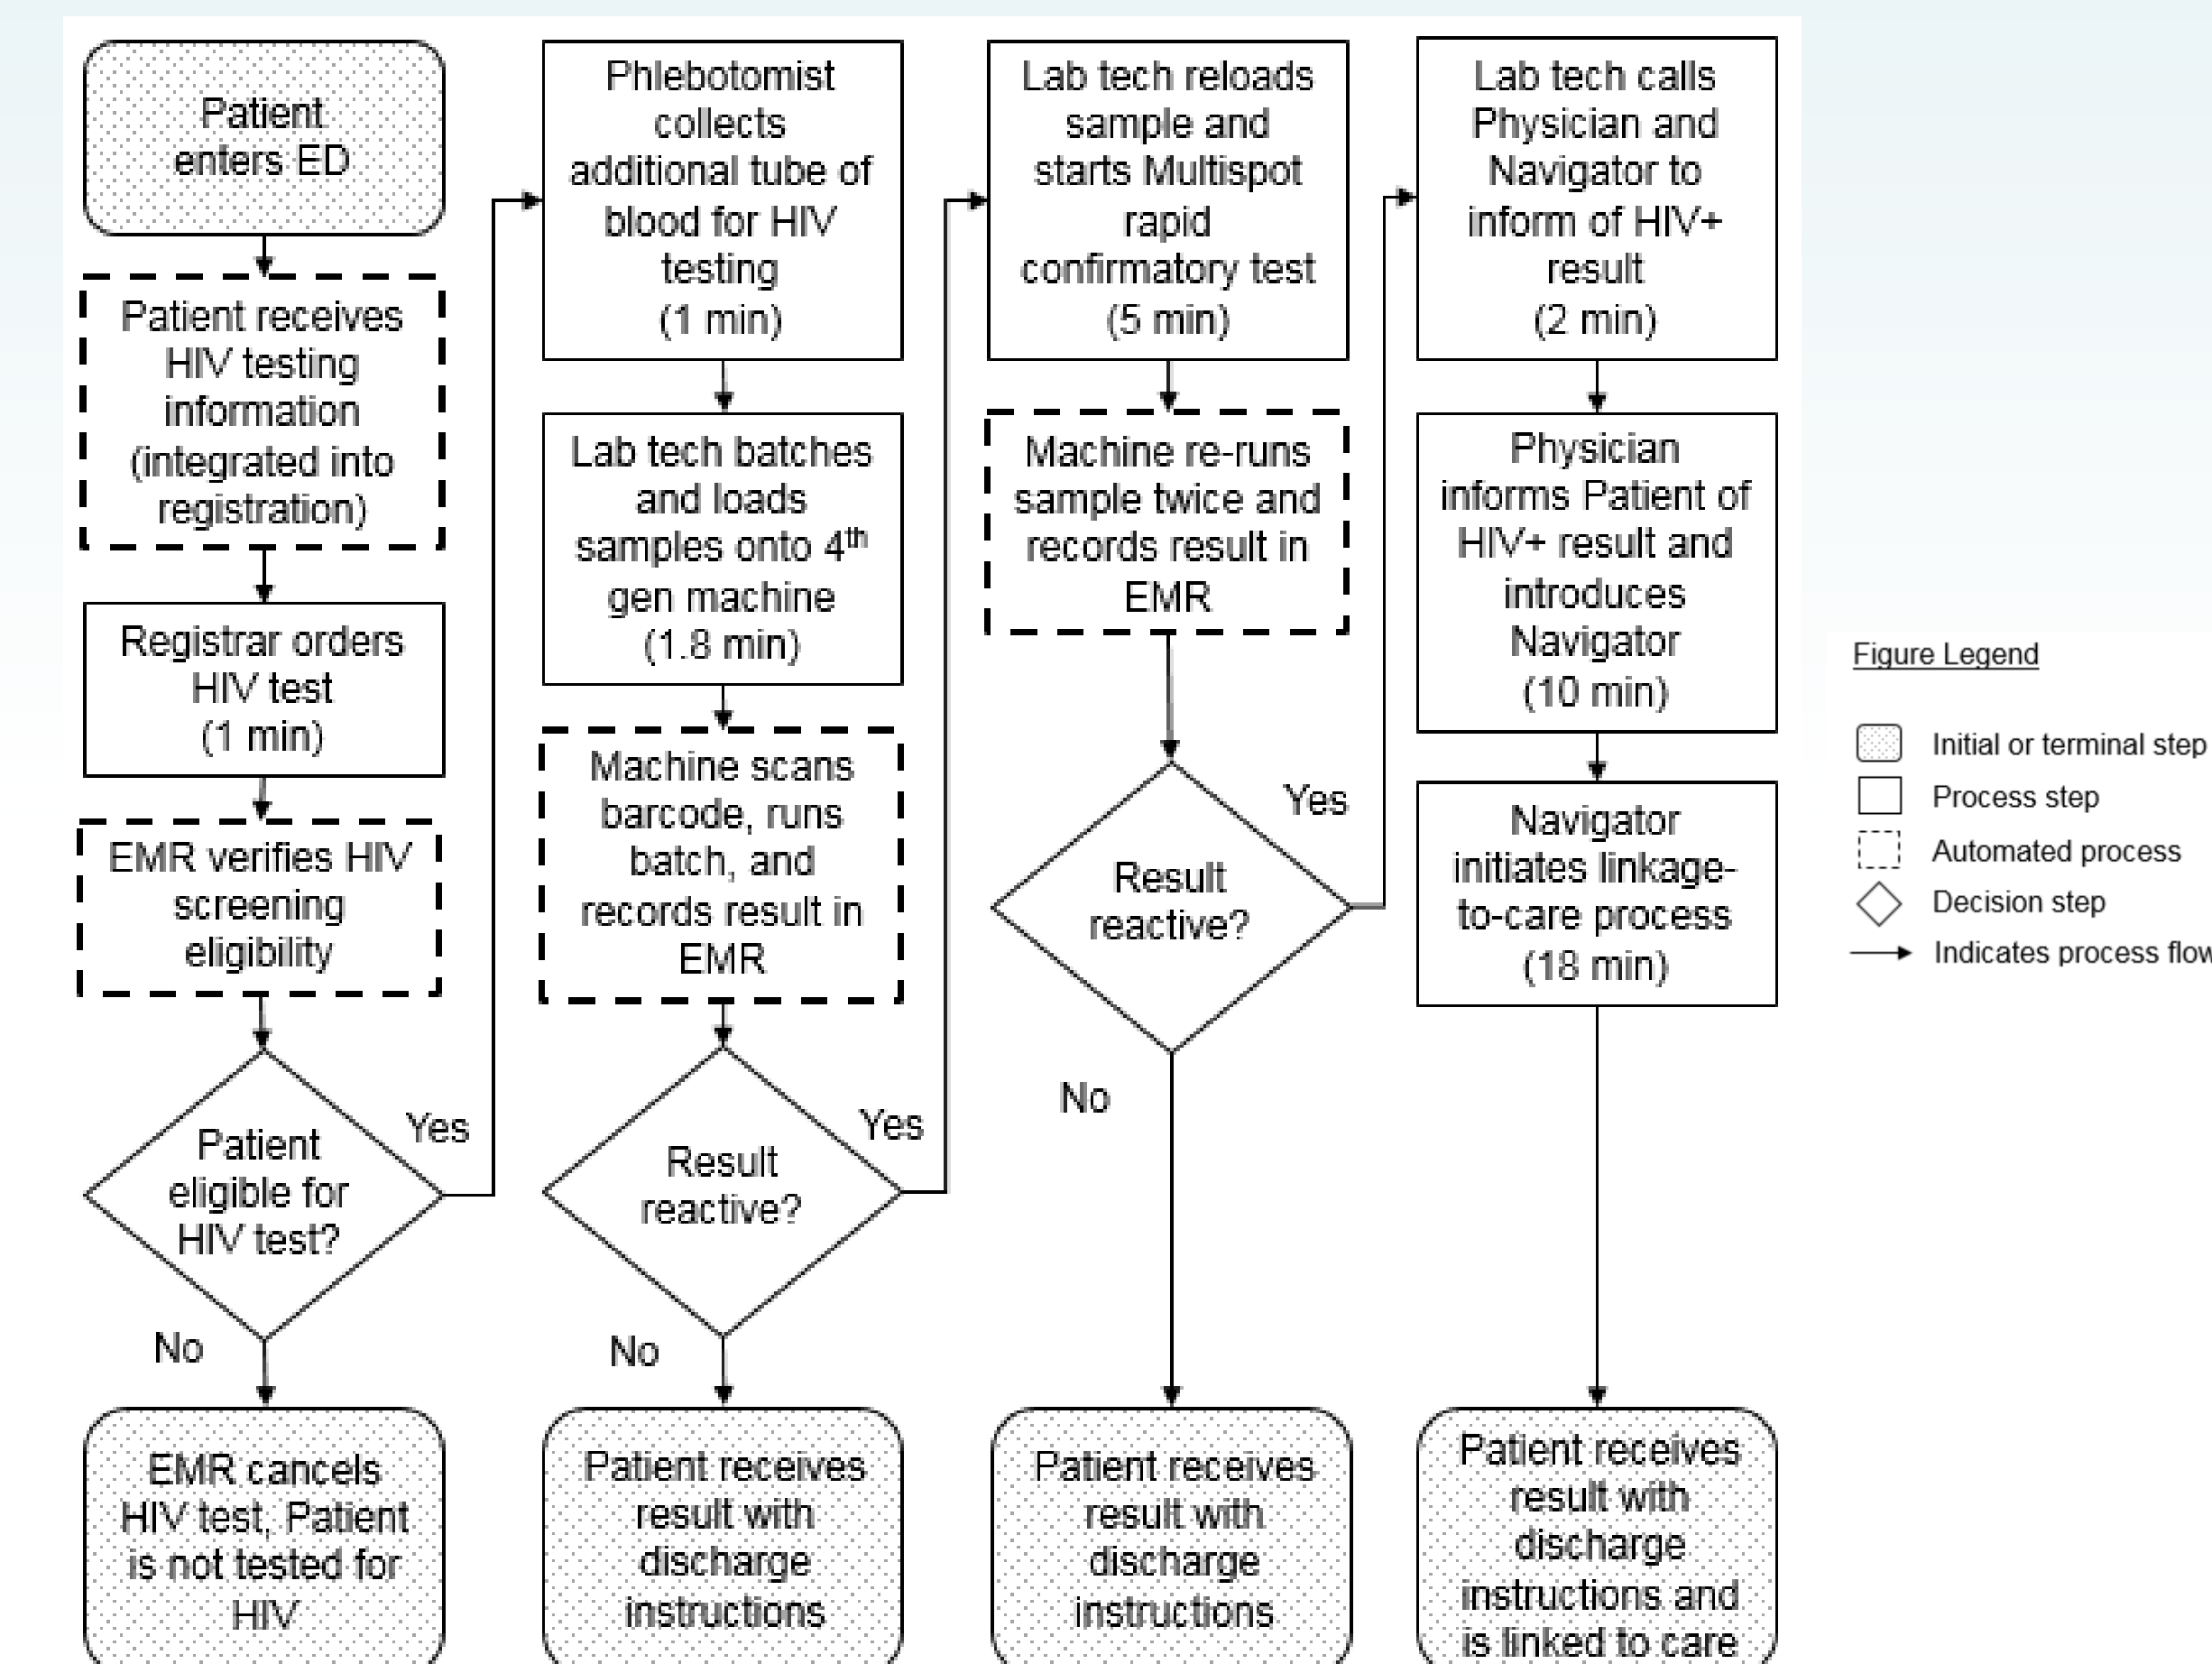 Patient
enters ED
Patient receives
HIV testing
information
(integrated into
registration)
Registrar orders
HIV test
(1 min)
EMR verifies HIV
screening
eligibility
Patient
eligible for
HIV test?
Yes
No
EMR cancels
HIV test, Patient
is not tested for
HIV
Phlebotomist
collects
additional tube of
blood for HIV
testing
(1 min)
Lab tech batches
and loads
samples onto 4th
gen machine
(1.8 min)
Machine scans
barcode, runs
batch, and
records result in
EMR
Result
reactive?
Yes
No
Patient receives
result with
discharge
instructions
Lab tech reloads
sample and
starts Multispot
rapid
confirmatory test
(5 min)
Machine re-runs
sample twice and
records result in
EMR
Result
reactive?
Yes
No
Patient receives
result with
discharge
instructions
Lab tech calls
Physician and
Navigator to
inform of HIV+
result
(2 min)
Physician
informs Patient of
HIV+ result and
introduces
Navigator
(10 min)
Navigator
initiates linkage-
to-care process
(18 min)
Patient receives
result with
discharge
instructions and
is linked to care
Figure Legend
Initial or terminal step
Process step
Automated process
Decision step
Indicates process flow